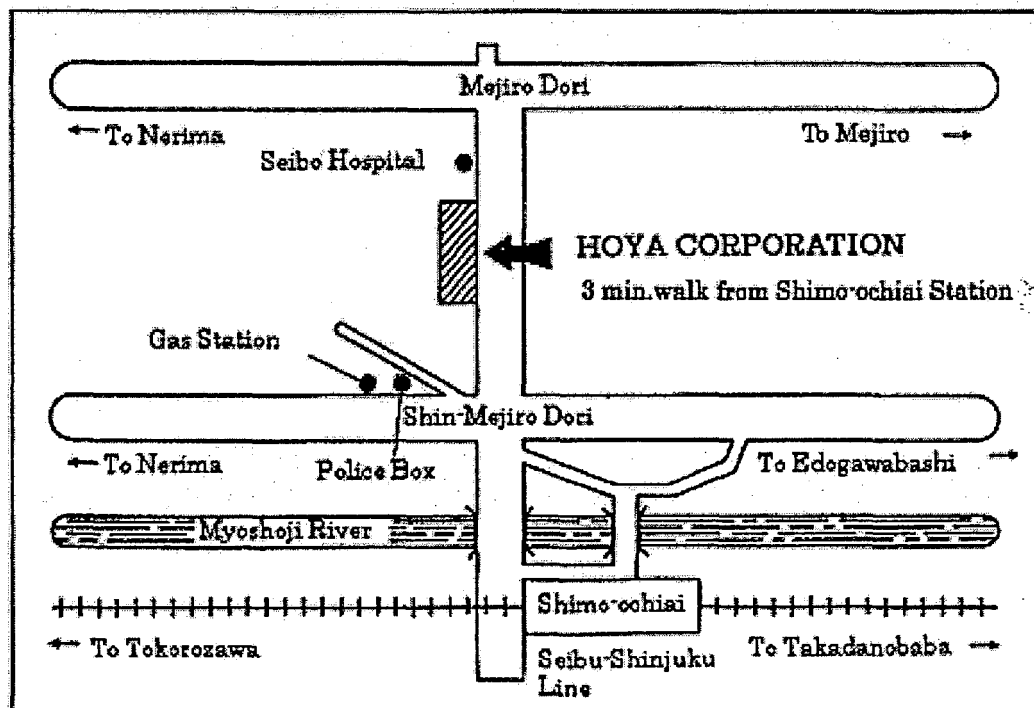 Mejiro Dori
← To Nerima
To Mejiro →
Seibo Hospital
HOYA CORPORATION
3 min.walk from Shimo-ochiai Station
Gas Station
Shin-Mejiro Dori
← To Nerima
Police Box
To Edogawabashi →
Myoshoji River
Shimo-ochiai
← To Tokorozawa
Seibu-Shinjuku
Line
To Takadanobaba →